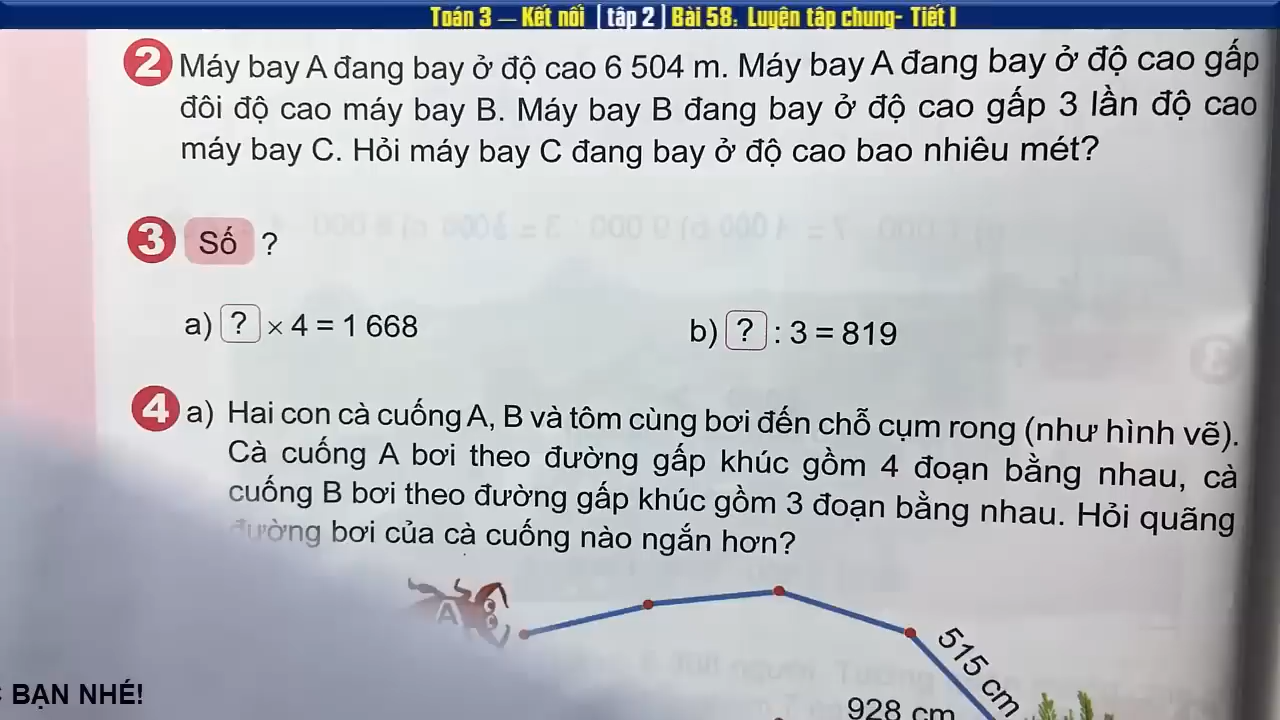 Toán 3 – Kết nối ( tập 2 ) Bài 58: Luyện tập chung- Tiết 1
2 Máy bay A đang bay ở độ cao 6 504 m. Máy bay A đang bay ở độ cao gấp
đôi độ cao máy bay B. Máy bay B đang bay ở độ cao gấp 3 lần độ cao
máy bay C. Hỏi máy bay C đang bay ở độ cao bao nhiêu mét?
3 Số ?
a) ? × 4 = 1 668
b) ? : 3 = 819
4 a) Hai con cà cuống A, B và tôm cùng bơi đến chỗ cụm rong (như hình vẽ).
Cà cuống A bơi theo đường gấp khúc gồm 4 đoạn bằng nhau, cà
cuống B bơi theo đường gấp khúc gồm 3 đoạn bằng nhau. Hỏi quãng
đường bơi của cà cuống nào ngắn hơn?
A
515 cm
928 cm
BẠN NHÉ!